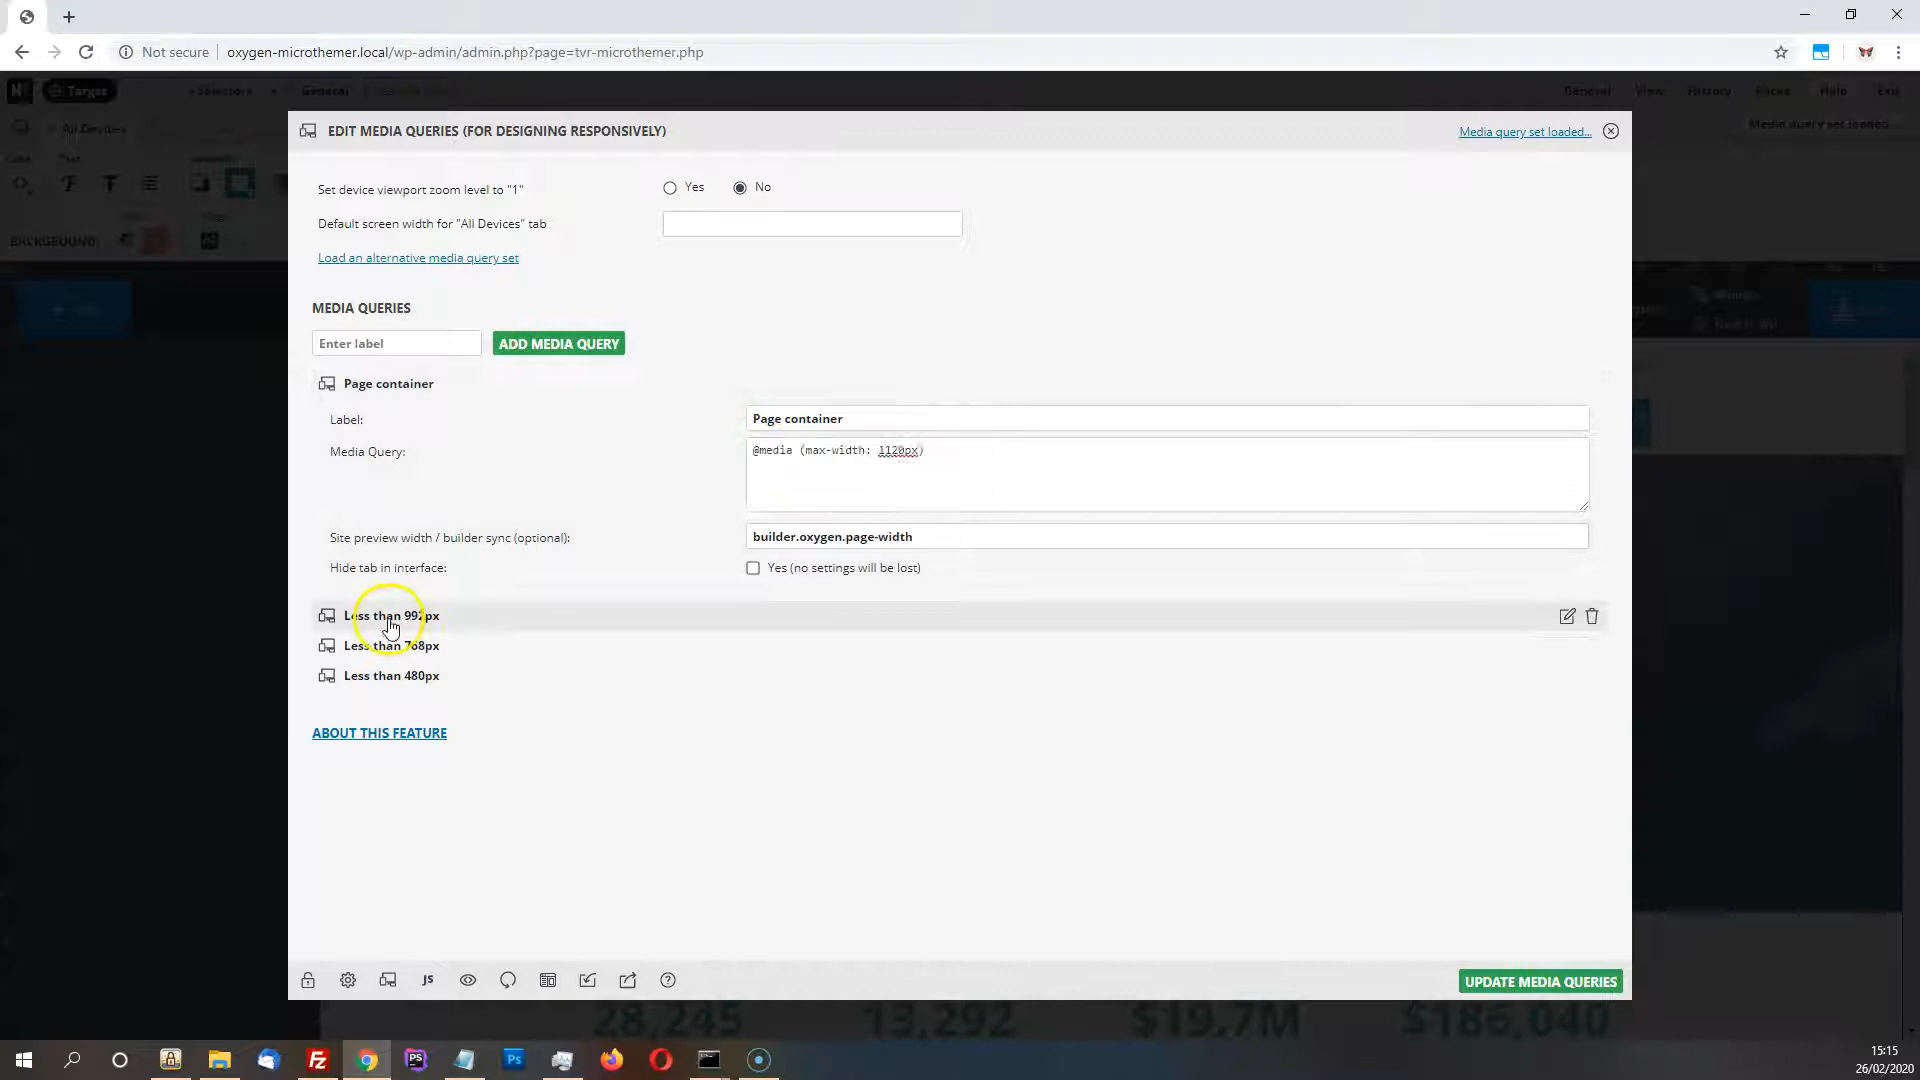 Not secure
oxygen-microthemer.local/wp-admin/admin.php?page=tvr-microthemer.php
Target
All Devices
General
General View History Packs Help Exit
Media query set loaded
BACKGROUND
EDIT MEDIA QUERIES (FOR DESIGNING RESPONSIVELY)
Media query set loaded...
Set device viewport zoom level to "1"
Yes No
Default screen width for "All Devices" tab
Load an alternative media query set
MEDIA QUERIES
Enter label ADD MEDIA QUERY
Page container
Label: Page container
Media Query: @media (max-width: 1120px)
Site preview width / builder sync (optional): builder.oxygen.page-width
Hide tab in interface: Yes (no settings will be lost)
Less than 992px
Less than 768px
Less than 480px
ABOUT THIS FEATURE
JS
UPDATE MEDIA QUERIES
28,245 13,292 $19.7M $186,040
15:15
26/02/2020